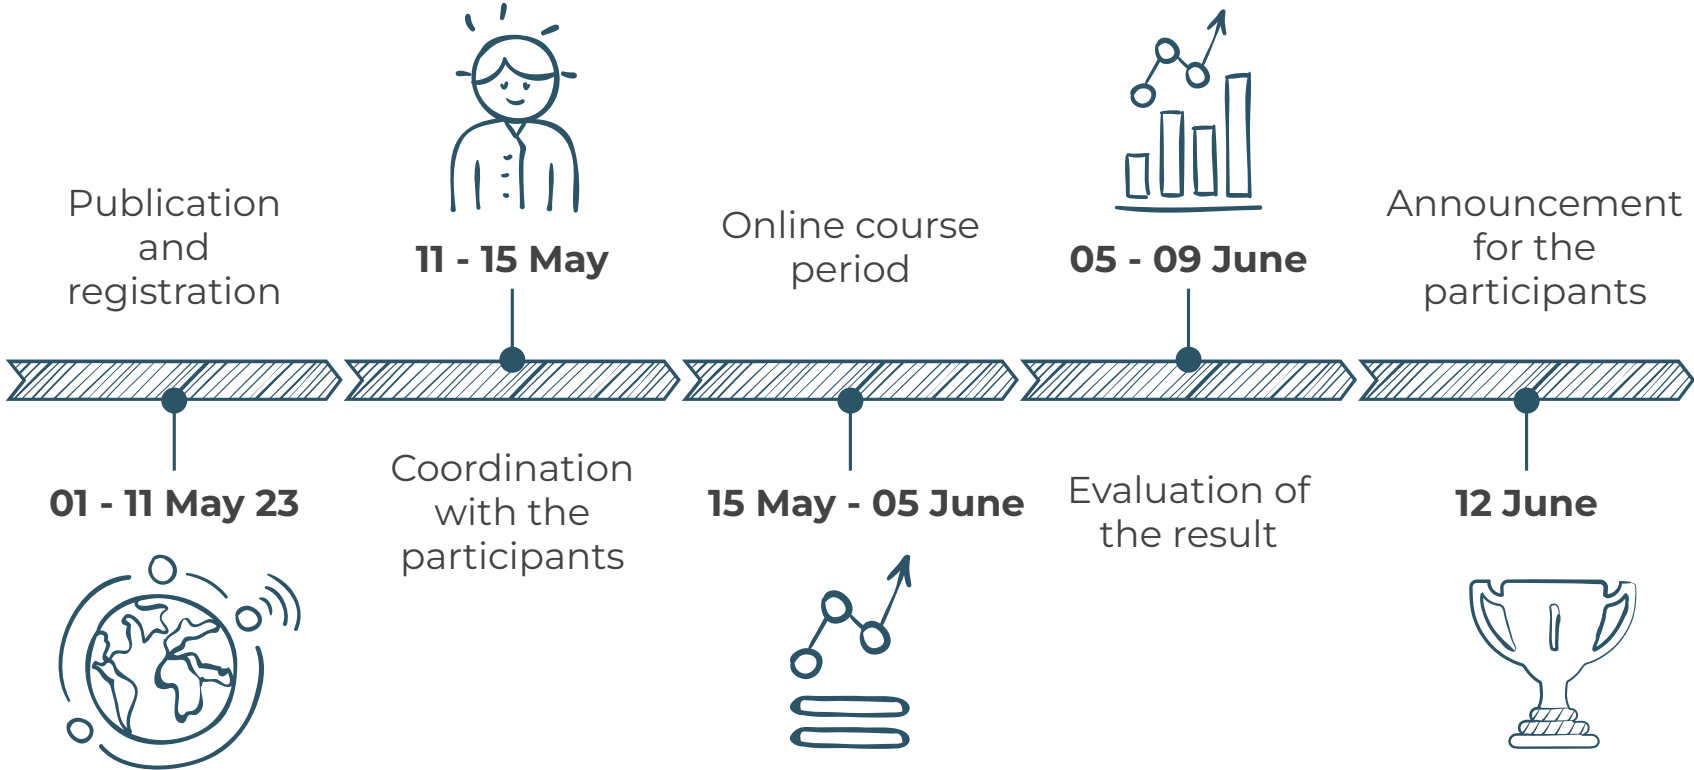 Publication
and
registration
01 - 11 May 23
11 - 15 May
Coordination
with the
participants
Online course
period
15 May - 05 June
05 - 09 June
Evaluation of
the result
Announcement
for the
participants
12 June